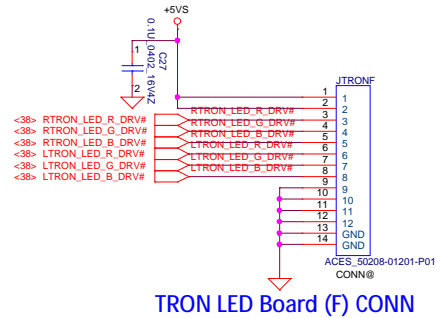 +5VS
1
C27
0.1U_0402_16V4Z
2
JTRONF
1 1
2 2
<38> RTRON_LED_R_DRV# RTRON_LED_R_DRV# 3 3
<38> RTRON_LED_G_DRV# RTRON_LED_G_DRV# 4 4
<38> RTRON_LED_B_DRV# RTRON_LED_B_DRV# 5 5
<38> LTRON_LED_R_DRV# LTRON_LED_R_DRV# 6 6
<38> LTRON_LED_G_DRV# LTRON_LED_G_DRV# 7 7
<38> LTRON_LED_B_DRV# LTRON_LED_B_DRV# 8 8
9 9
10 10
11 11
12 12
13 GND
14 GND
ACES_50208-01201-P01
CONN@
TRON LED Board (F) CONN